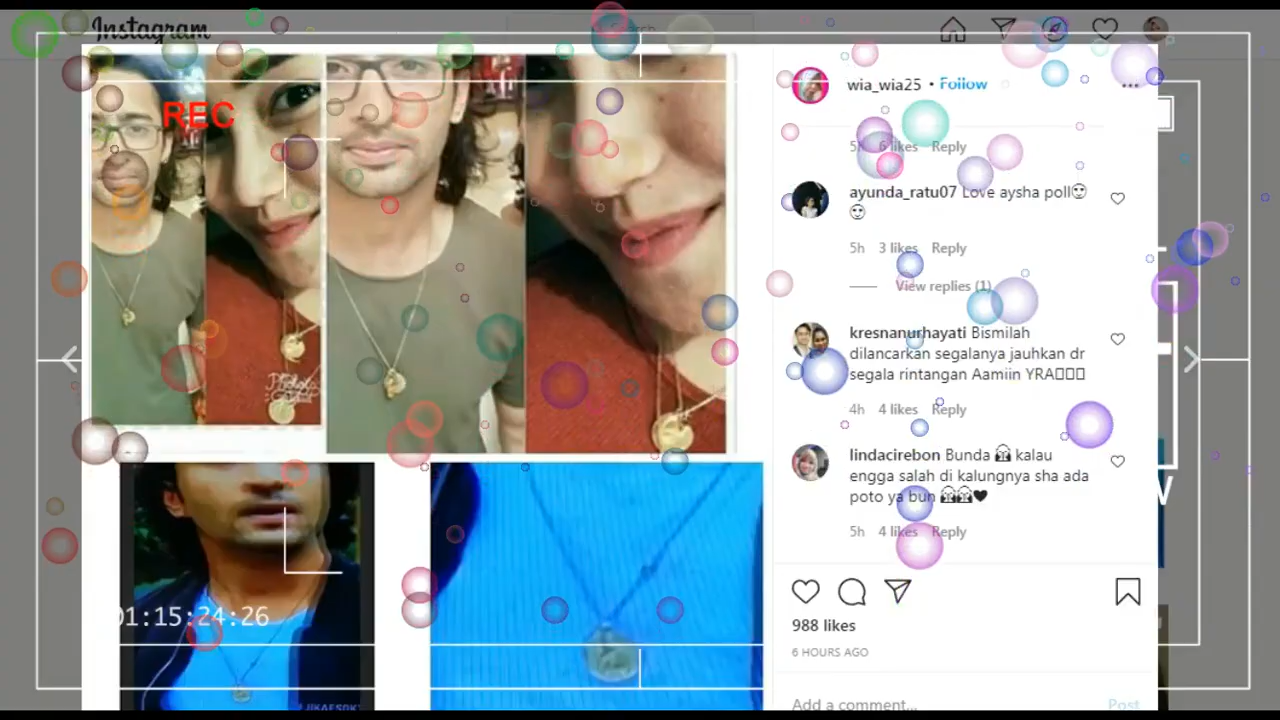 Instagram
Search
REC
wia_wia25 • Follow
5h 6 likes Reply
ayunda_ratu07 Love aysha poll
5h 3 likes Reply
View replies (1)
kresnanurhayati Bismilah
dilancarkan segalanya jauhkan dr
segala rintangan Aamiin YRA
4h 4 likes Reply
lindacirebon Bunda kalau
engga salah di kalungnya sha ada
poto ya bun
5h 4 likes Reply
01:15:24:26
988 likes
6 HOURS AGO
Add a comment... Post